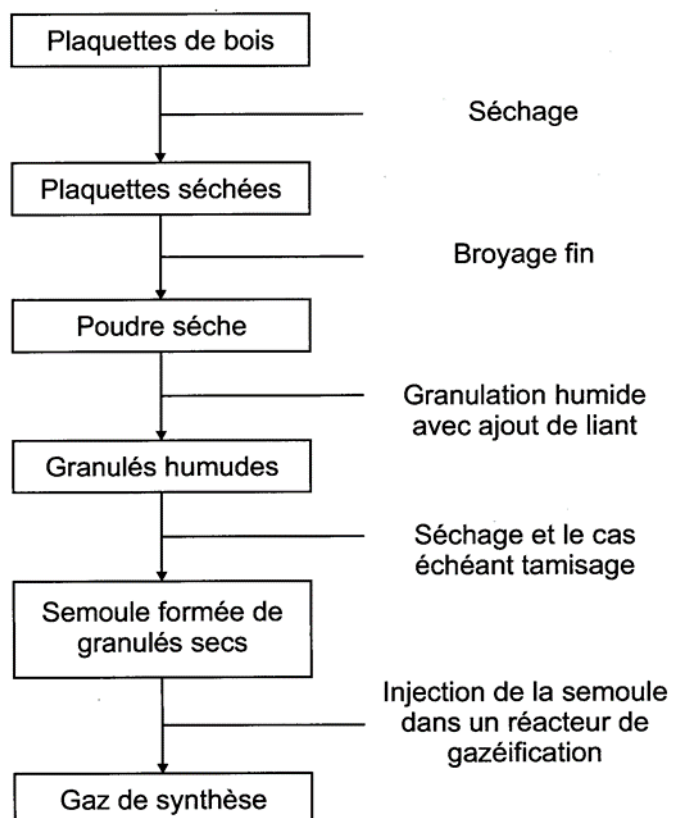 Plaquettes de bois
Séchage
Plaquettes séchées
Broyage fin
Poudre séche
Granulation humide
avec ajout de liant
Granulés humudes
Séchage et le cas
échéant tamisage
Semoule formée de
granulés secs
Injection de la semoule
dans un réacteur de
gazéification
Gaz de synthèse